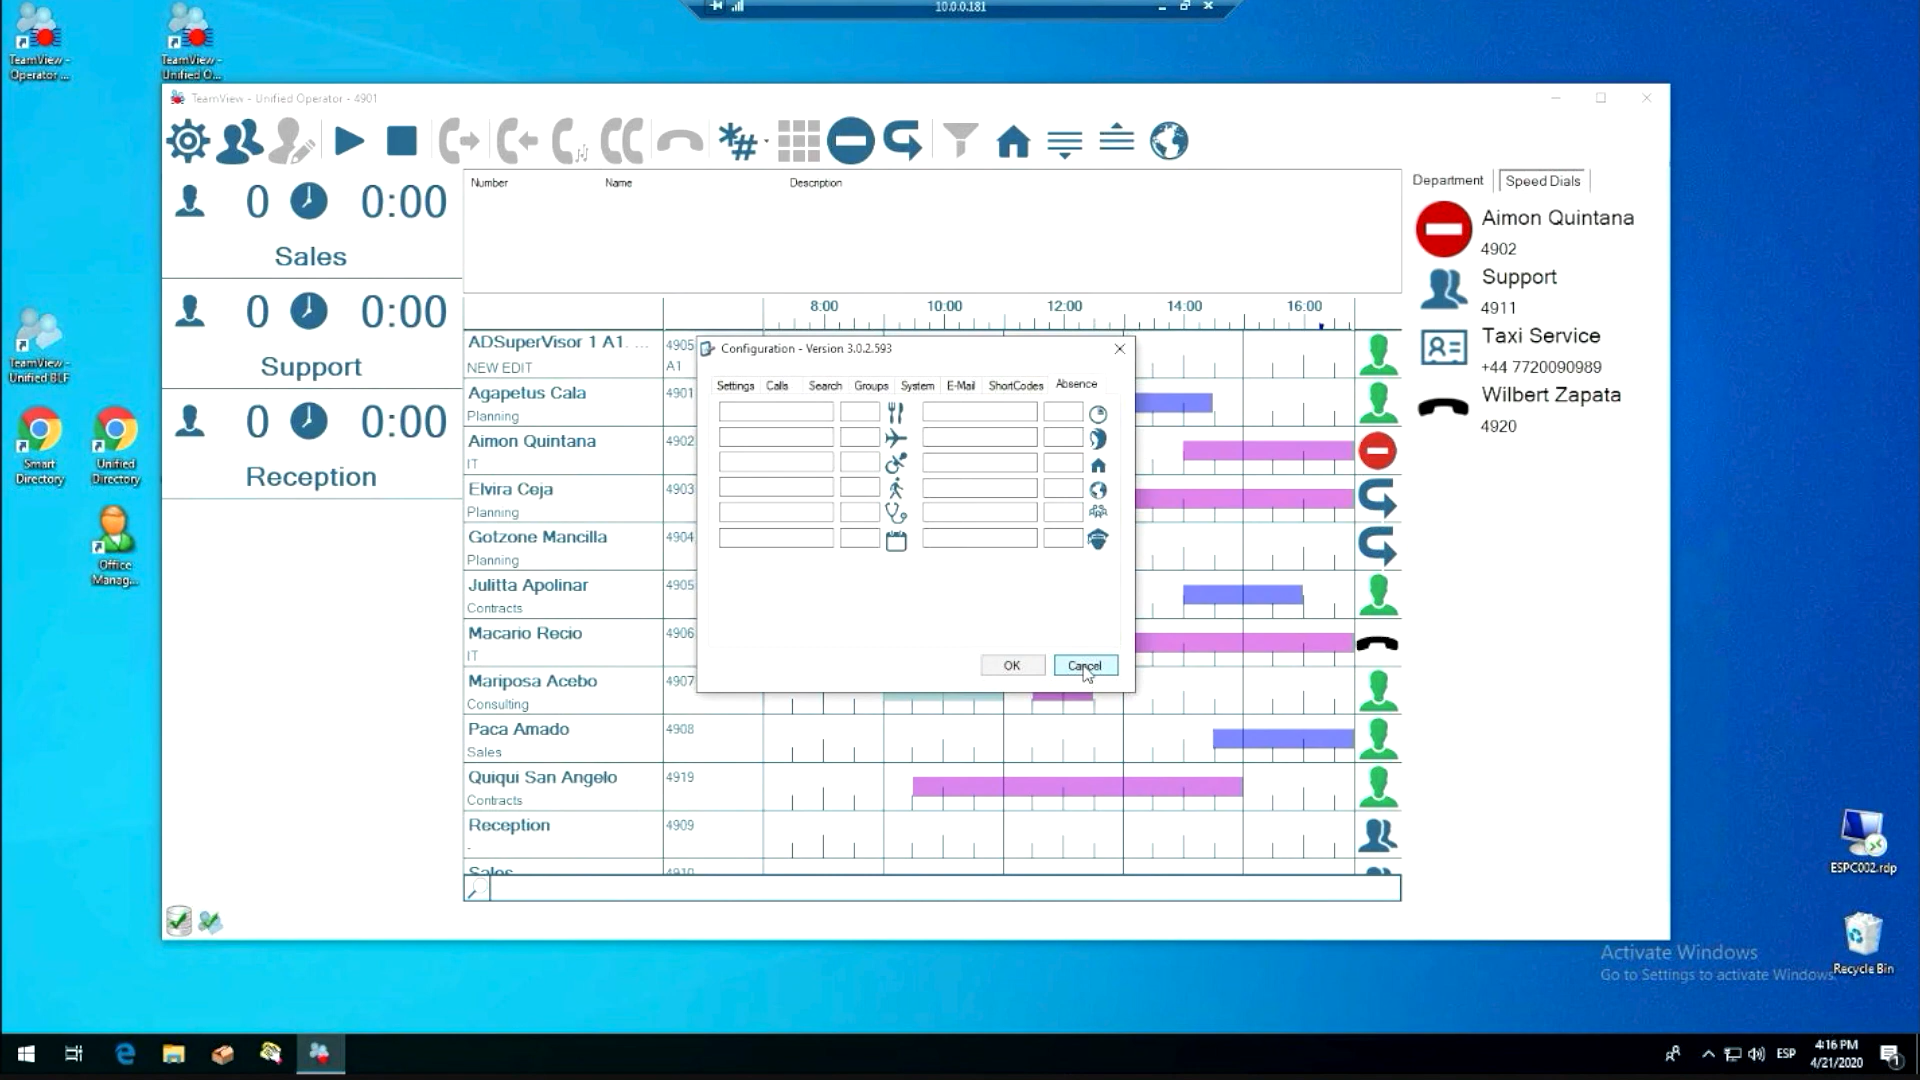 10.0.0.181
TeamView -
Operator ...
TeamView -
Unified O...
TeamView - Unified Operator - 4901
0 0:00
Sales
0 0:00
Support
0 0:00
Reception
Number Name Description
Department Speed Dials
Aimon Quintana
4902
Support
4911
Taxi Service
+44 7720090989
Wilbert Zapata
4920
8:00 10:00 12:00 14:00 16:00
ADSuperVisor 1 A1. ... 4905
NEW EDIT A1
Agapetus Cala 4901
Planning
Aimon Quintana 4902
IT
Elvira Ceja 4903
Planning
Gotzone Mancilla 4904
Planning
Julitta Apolinar 4905
Contracts
Macario Recio 4906
IT
Mariposa Acebo 4907
Consulting
Paca Amado 4908
Sales
Quiqui San Angelo 4919
Contracts
Reception 4909
-
Sales 4910
Configuration - Version 3.0.2.593
Settings Calls Search Groups System E-Mail ShortCodes Absence
OK Cancel
TeamView -
Unified BLF
Smart
Directory
Unified
Directory
Office
Manag...
ESPC002.rdp
Recycle Bin
Activate Windows
Go to Settings to activate Windows.
ESP
4:16 PM
4/21/2020
1